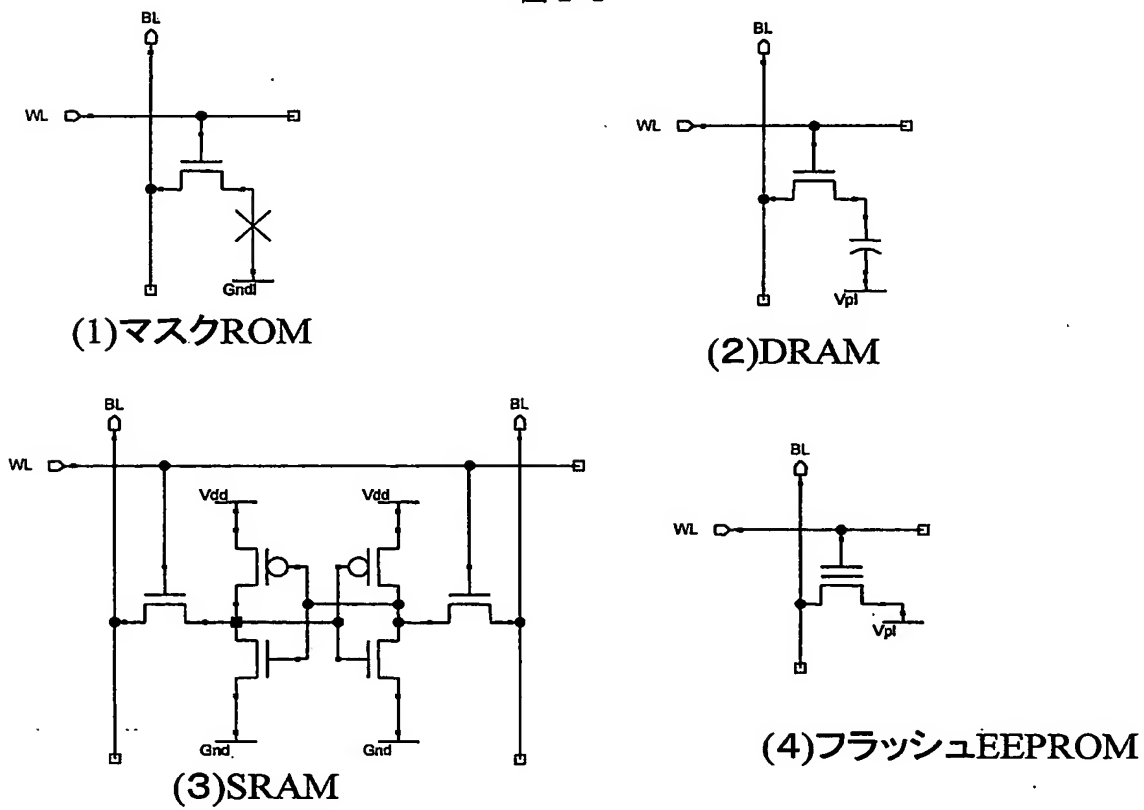 BL
WL
Gnd
(1)マスクROM
BL
WL
Vpl
(2)DRAM
BL
BL
WL
Vdd
Vdd
Gnd
Gnd
(3)SRAM
BL
WL
Vpl
(4)フラッシュEEPROM